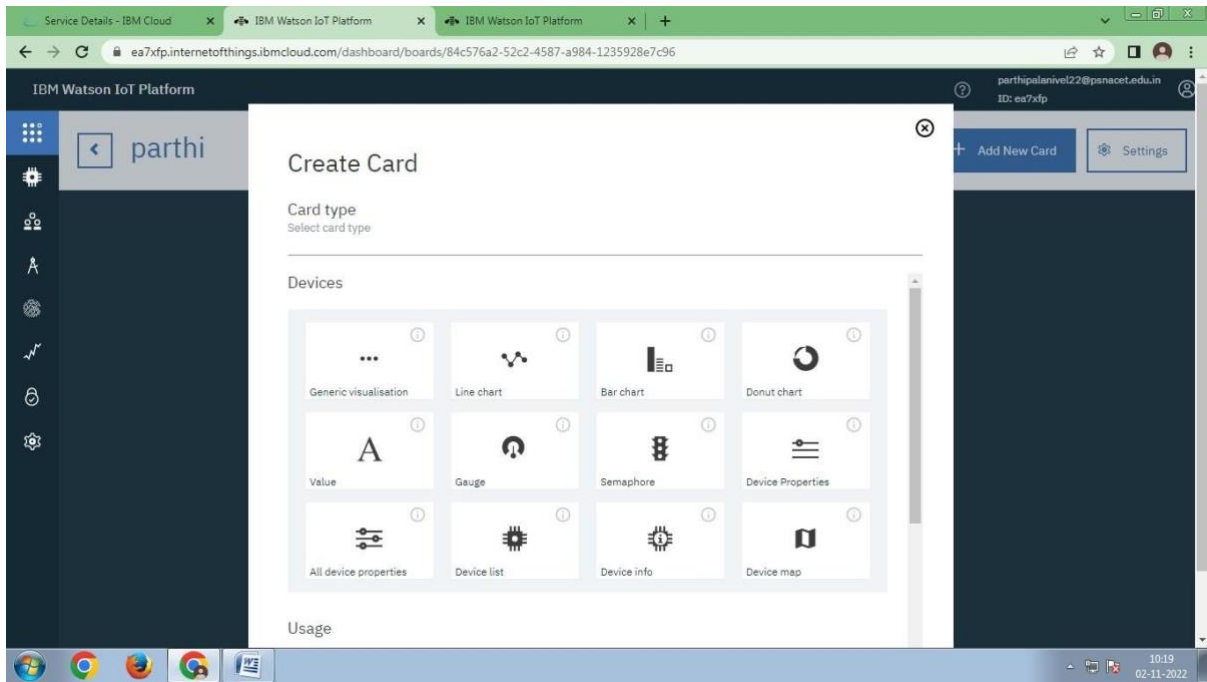 Service Details - IBM Cloud
IBM Watson IoT Platform
IBM Watson IoT Platform
ea7xfp.internetofthings.ibmcloud.com/dashboard/boards/84c576a2-52c2-4587-a984-1235928e7c96
IBM Watson IoT Platform
parthipalanivel22@psnacet.edu.in
ID: ea7xfp
parthi
Add New Card
Settings
Create Card
Card type
Select card type
Devices
Generic visualisation
Line chart
Bar chart
Donut chart
A
Value
Gauge
Semaphore
Device Properties
All device properties
Device list
Device info
Device map
Usage
10:19
02-11-2022